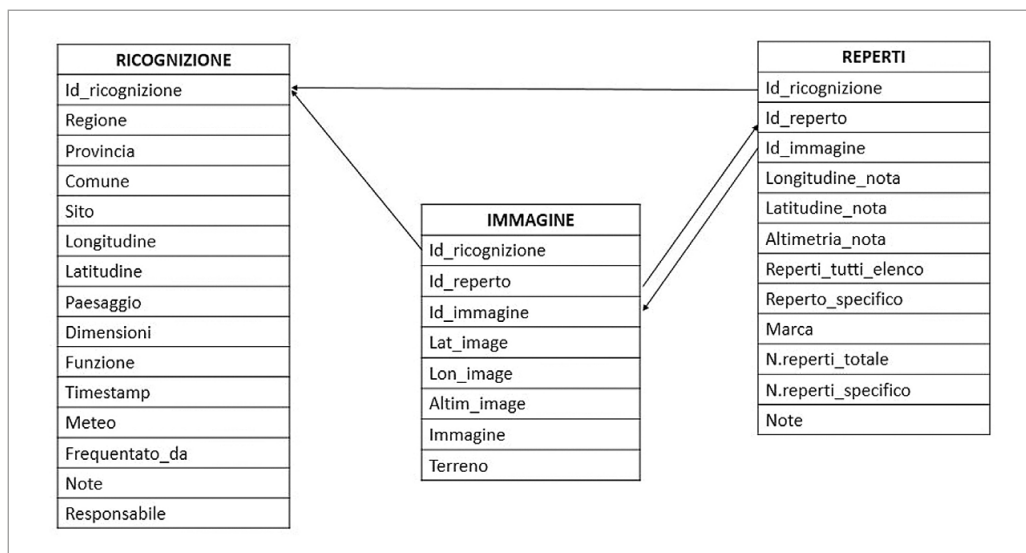 RICOGNIZIONE
Id_ricognizione
Regione
Provincia
Comune
Sito
Longitudine
Latitudine
Paesaggio
Dimensioni
Funzione
Timestamp
Meteo
Frequentato_da
Note
Responsabile
IMMAGINE
Id_ricognizione
Id_reperto
Id_immagine
Lat_image
Lon_image
Altim_image
Immagine
Terreno
REPERTI
Id_ricognizione
Id_reperto
Id_immagine
Longitudine_nota
Latitudine_nota
Altimetria_nota
Reperti_tutti_elenco
Reperto_specifico
Marca
N.reperti_totale
N.reperti_specifico
Note